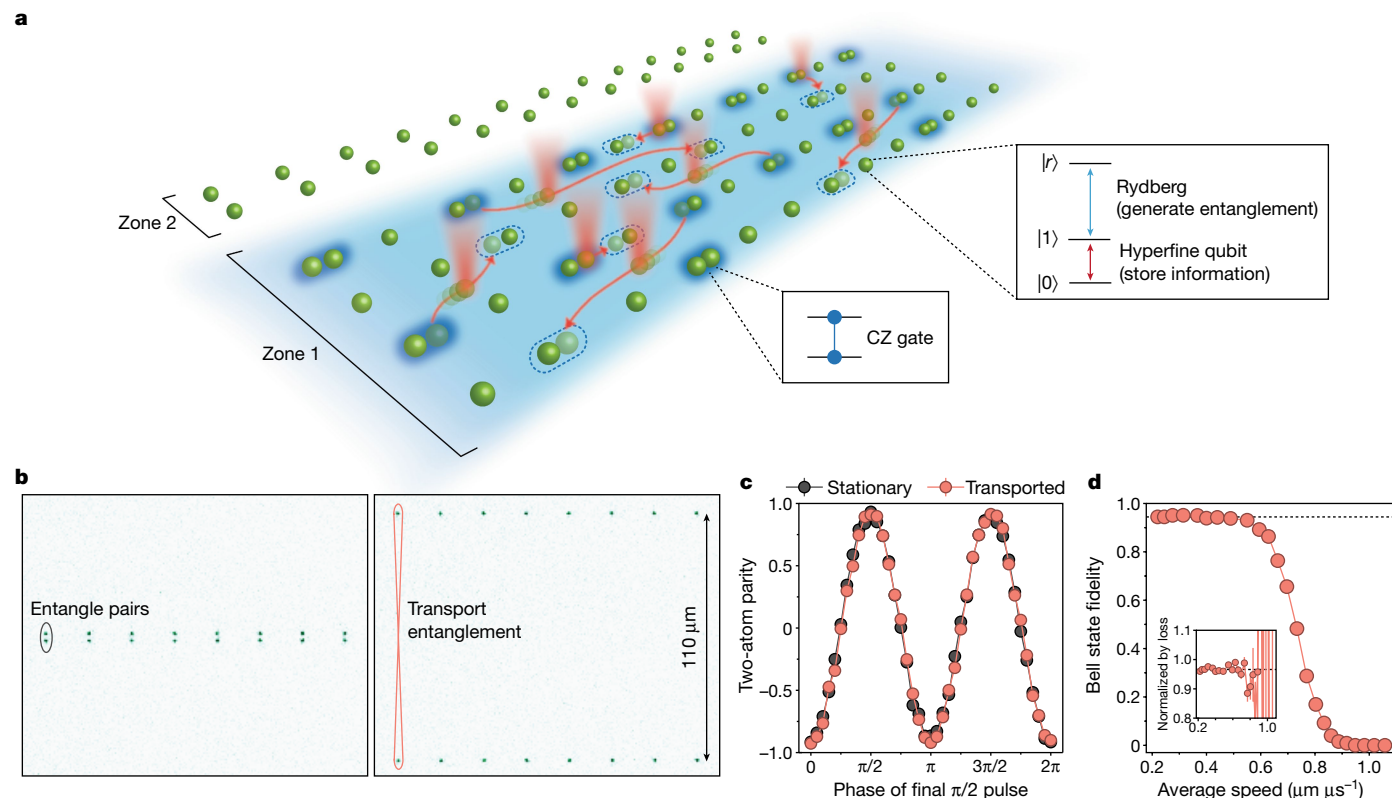 a
Zone 2
Zone 1
|r⟩
Rydberg
(generate entanglement)
|1⟩
Hyperfine qubit
(store information)
|0⟩
CZ gate
b
Entangle pairs
Transport
entanglement
110 μm
c
Stationary
Transported
Two-atom parity
1.0
0.5
0
−0.5
−1.0
0
π/2
π
3π/2
2π
Phase of final π/2 pulse
d
Bell state fidelity
1.0
0.8
0.6
0.4
0.2
0
Normalized by loss
1.1
1.0
0.9
0.8
0.2
1.0
0.2
0.4
0.6
0.8
1.0
Average speed (μm μs⁻¹)